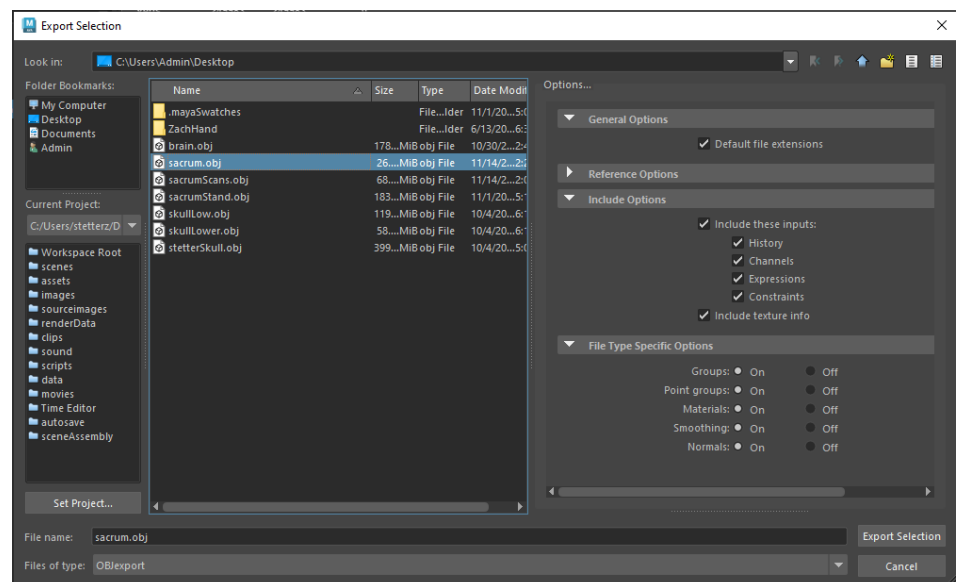 Export Selection
Look in: C:\Users\Admin\Desktop
Folder Bookmarks:
My Computer
Desktop
Documents
Admin
Current Project:
C:/Users/stetterz/D
Workspace Root
scenes
assets
images
sourceimages
renderData
clips
sound
scripts
data
movies
Time Editor
autosave
sceneAssembly
Set Project...
Name Size Type Date Modif
.mayaSwatches File...lder 11/1/20...5:0
ZachHand File...lder 6/13/20...6:3
brain.obj 178...MiB obj File 10/30/2...2:4
sacrum.obj 26....MiB obj File 11/14/2...2:2
sacrumScans.obj 68....MiB obj File 11/14/2...2:0
sacrumStand.obj 183...MiB obj File 11/1/20...5:1
skullLow.obj 119...MiB obj File 10/4/20...6:1
skullLower.obj 58....MiB obj File 10/4/20...6:1
stetterSkull.obj 399...MiB obj File 10/4/20...5:0
Options...
General Options
Default file extensions
Reference Options
Include Options
Include these inputs:
History
Channels
Expressions
Constraints
Include texture info
File Type Specific Options
Groups: On Off
Point groups: On Off
Materials: On Off
Smoothing: On Off
Normals: On Off
File name: sacrum.obj Export Selection
Files of type: OBJexport Cancel